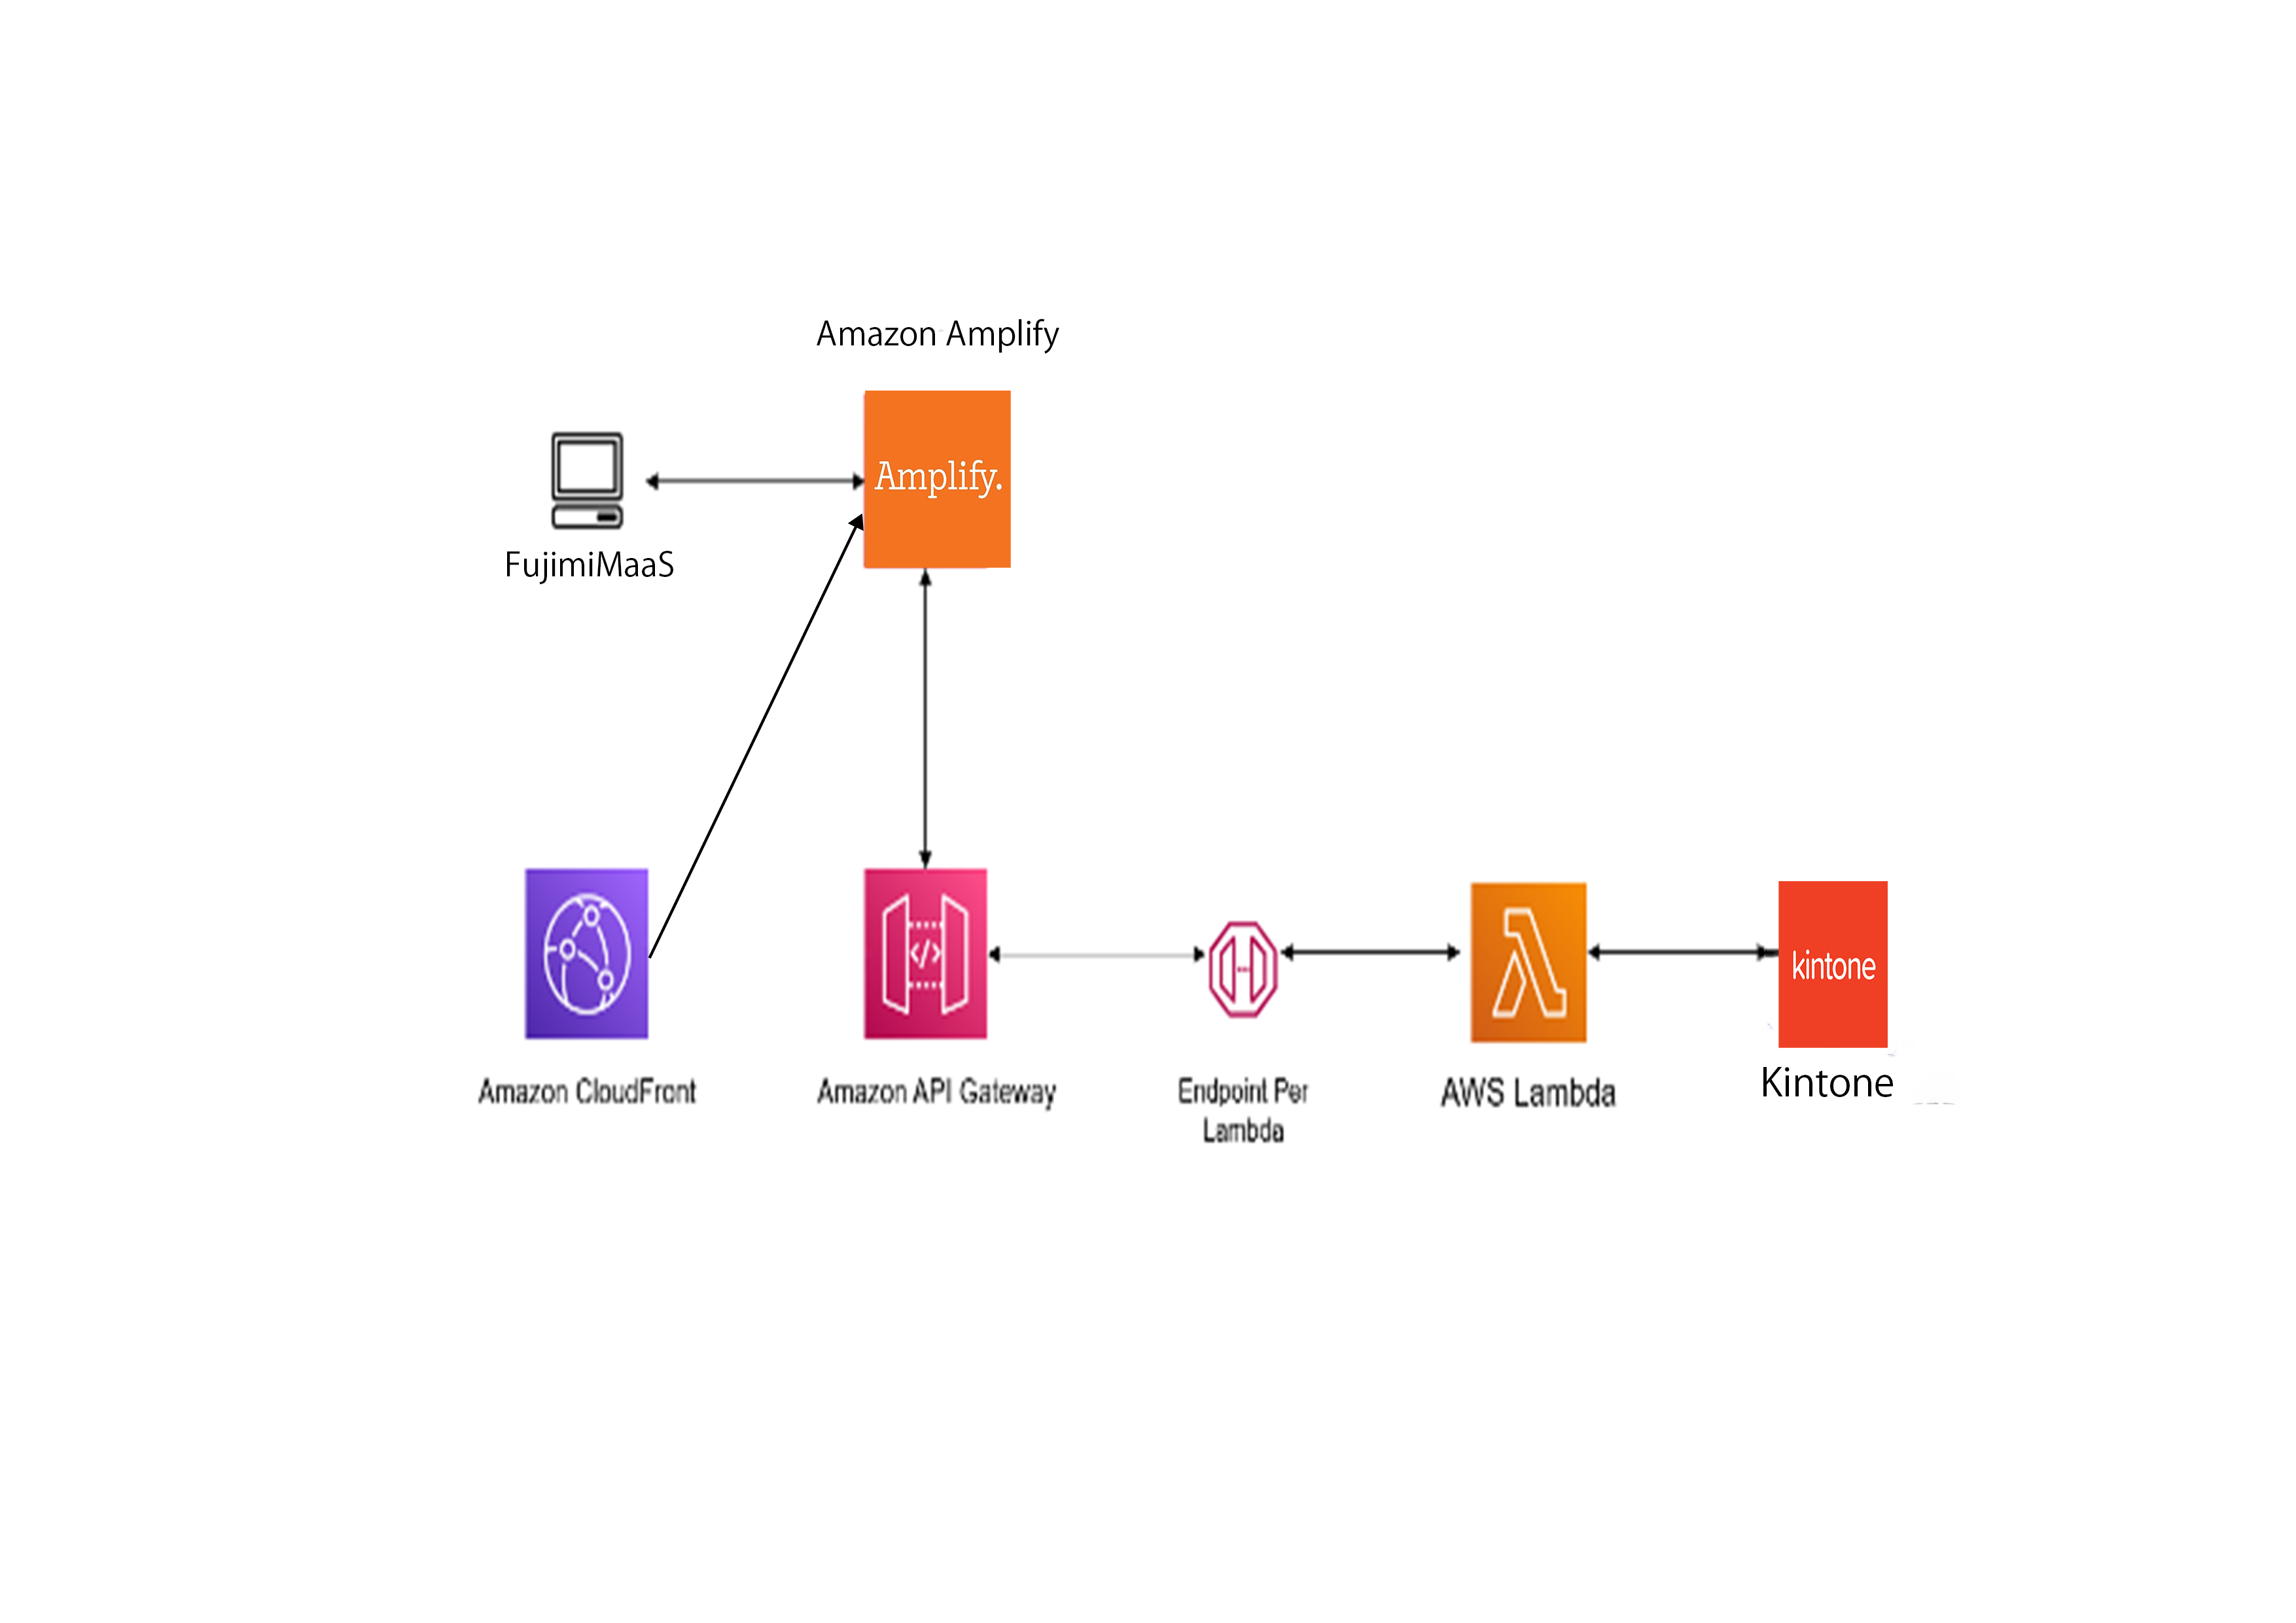 Amazon Amplify
Amplify.
FujimiMaaS
kintone
Amazon CloudFront
Amazon API Gateway
Endpoint Per
Lambda
AWS Lambda
Kintone